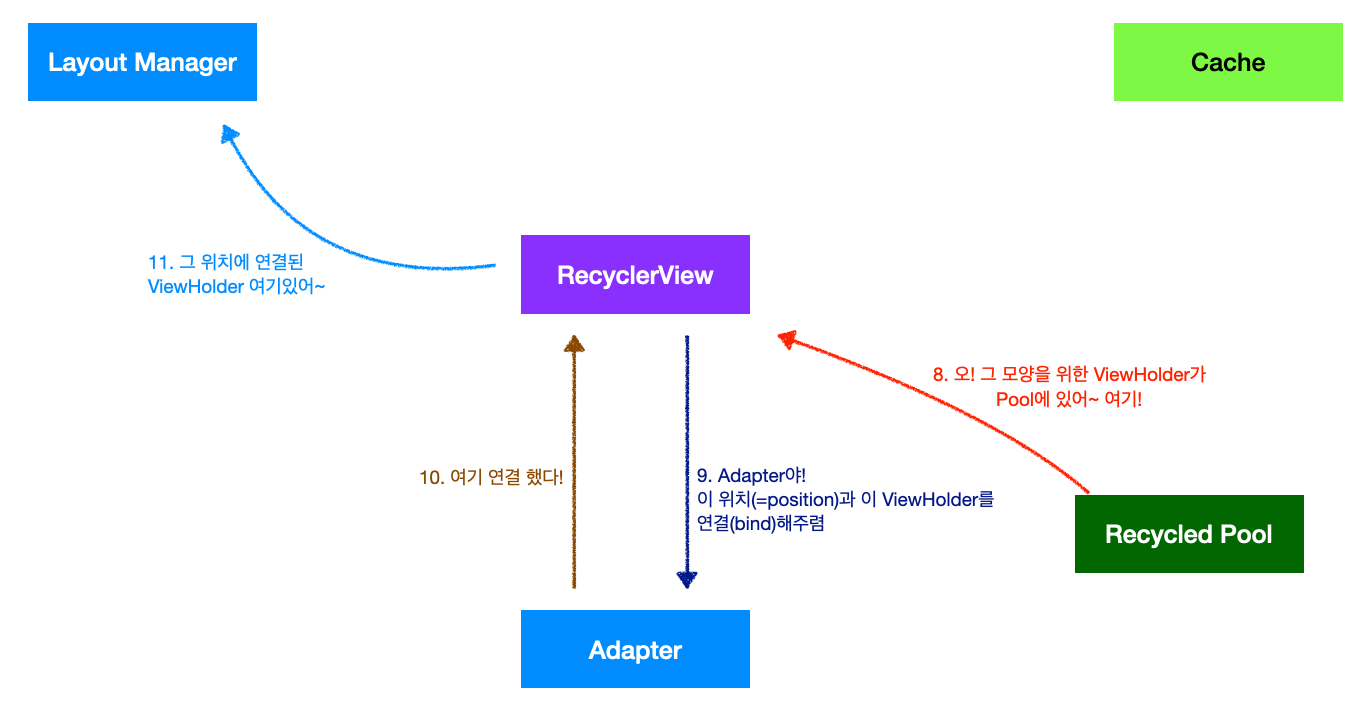 Layout Manager
Cache
11. 그 위치에 연결된
ViewHolder 여기있어~
RecyclerView
8. 오! 그 모양을 위한 ViewHolder가
Pool에 있어~ 여기!
10. 여기 연결 했다!
9. Adapter야!
이 위치(=position)과 이 ViewHolder를
연결(bind)해주렴
Recycled Pool
Adapter